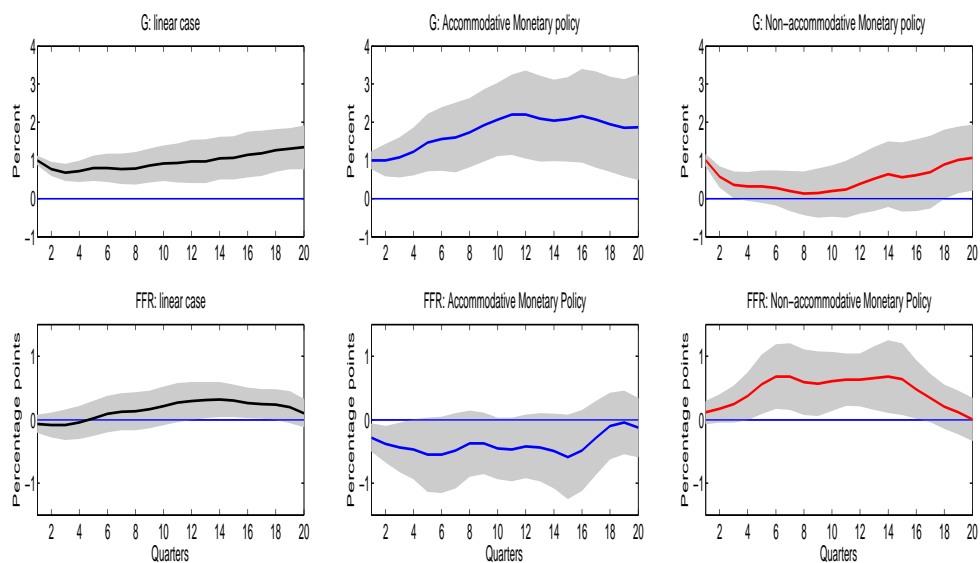 G: linear case
G: Accommodative Monetary policy
G: Non-accommodative Monetary policy
Percent
4
3
2
1
0
-1
2 4 6 8 10 12 14 16 18 20
Percent
4
3
2
1
0
-1
2 4 6 8 10 12 14 16 18 20
Percent
4
3
2
1
0
-1
2 4 6 8 10 12 14 16 18 20
FFR: linear case
FFR: Accommodative Monetary Policy
FFR: Non-accommodative Monetary Policy
Percentage points
1
0
-1
2 4 6 8 10 12 14 16 18 20
Quarters
Percentage points
1
0
-1
2 4 6 8 10 12 14 16 18 20
Percentage points
1
0
-1
2 4 6 8 10 12 14 16 18 20
Quarters